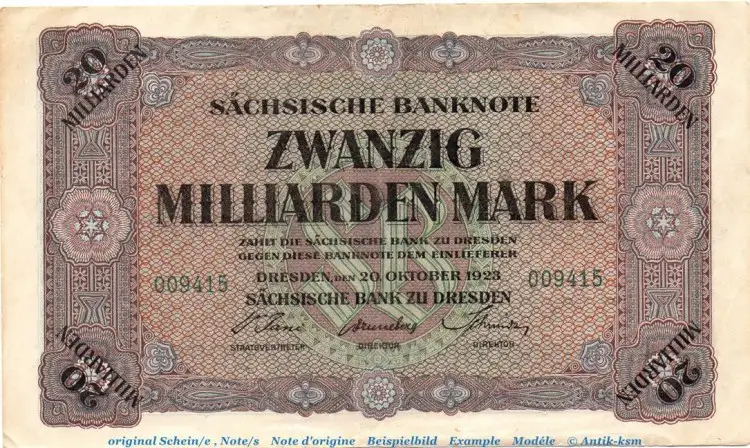 20 MILLIARDEN
20 MILLIARDEN
SÄCHSISCHE BANKNOTE
ZWANZIG
MILLIARDEN MARK
ZAHLT DIE SÄCHSISCHE BANK ZU DRESDEN
GEGEN DIESE BANKNOTE DEM EINLIEFERER
DRESDEN, DEN 20. OKTOBER 1923
009415
009415
SÄCHSISCHE BANK ZU DRESDEN
STAATSVERTRETER DIREKTOR DIREKTOR
20 MILLIARDEN
20 MILLIARDEN
original Schein/e , Note/s Note d'origine Beispielbild Example Modéle © Antik-ksm